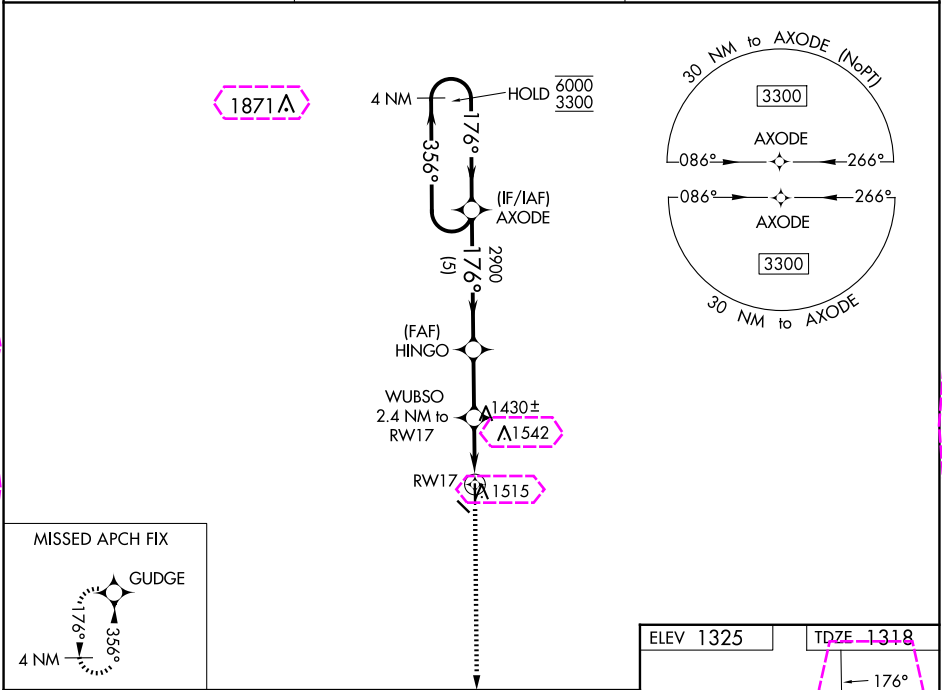 1871
4 NM
HOLD
6000
3300
176°
356°
(IF/IAF)
AXODE
2900
176°
(5)
(FAF)
HINGO
WUBSO
2.4 NM to
RW17
1430±
1542
RW17
1515
30 NM to AXODE (NoPT)
3300
AXODE
086°
266°
086°
266°
AXODE
3300
30 NM to AXODE
MISSED APCH FIX
GUDGE
176°
356°
4 NM
ELEV 1325
TDZE 1318
176°